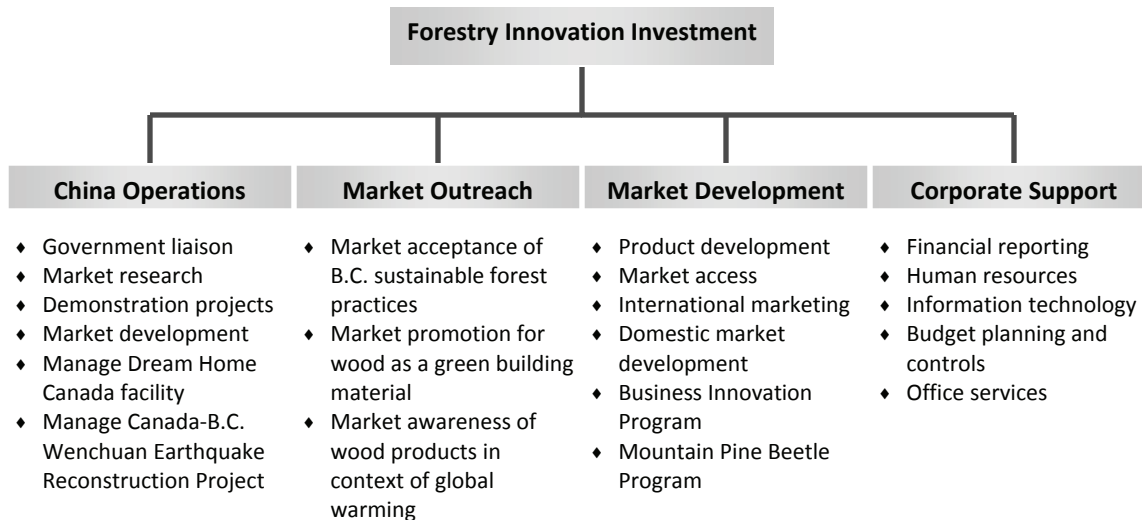 Forestry Innovation Investment
China Operations
♦ Government liaison
♦ Market research
♦ Demonstration projects
♦ Market development
♦ Manage Dream Home
Canada facility
♦ Manage Canada-B.C.
Wenchuan Earthquake
Reconstruction Project
Market Outreach
♦ Market acceptance of
B.C. sustainable forest
practices
♦ Market promotion for
wood as a green building
material
♦ Market awareness of
wood products in
context of global
warming
Market Development
♦ Product development
♦ Market access
♦ International marketing
♦ Domestic market
development
♦ Business Innovation
Program
♦ Mountain Pine Beetle
Program
Corporate Support
♦ Financial reporting
♦ Human resources
♦ Information technology
♦ Budget planning and
controls
♦ Office services